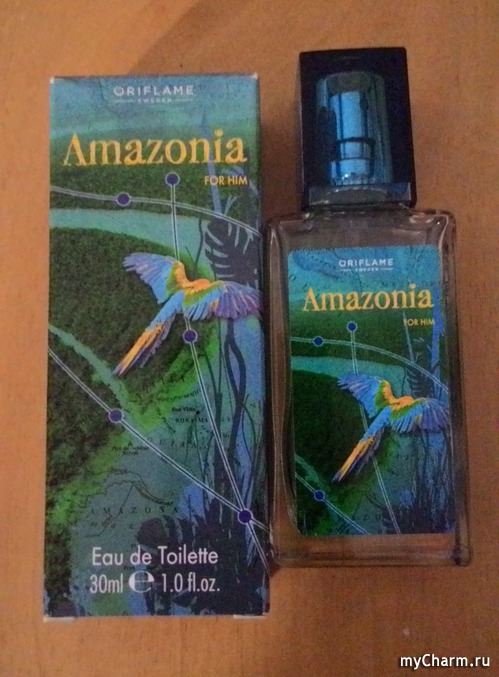 ORIFLAME
SWEDEN
Amazonia
FOR HIM
AMAZONA
Eau de Toilette
30ml e 1.0 fl.oz.
ORIFLAME
SWEDEN
Amazonia
FOR HIM
myCharm.ru